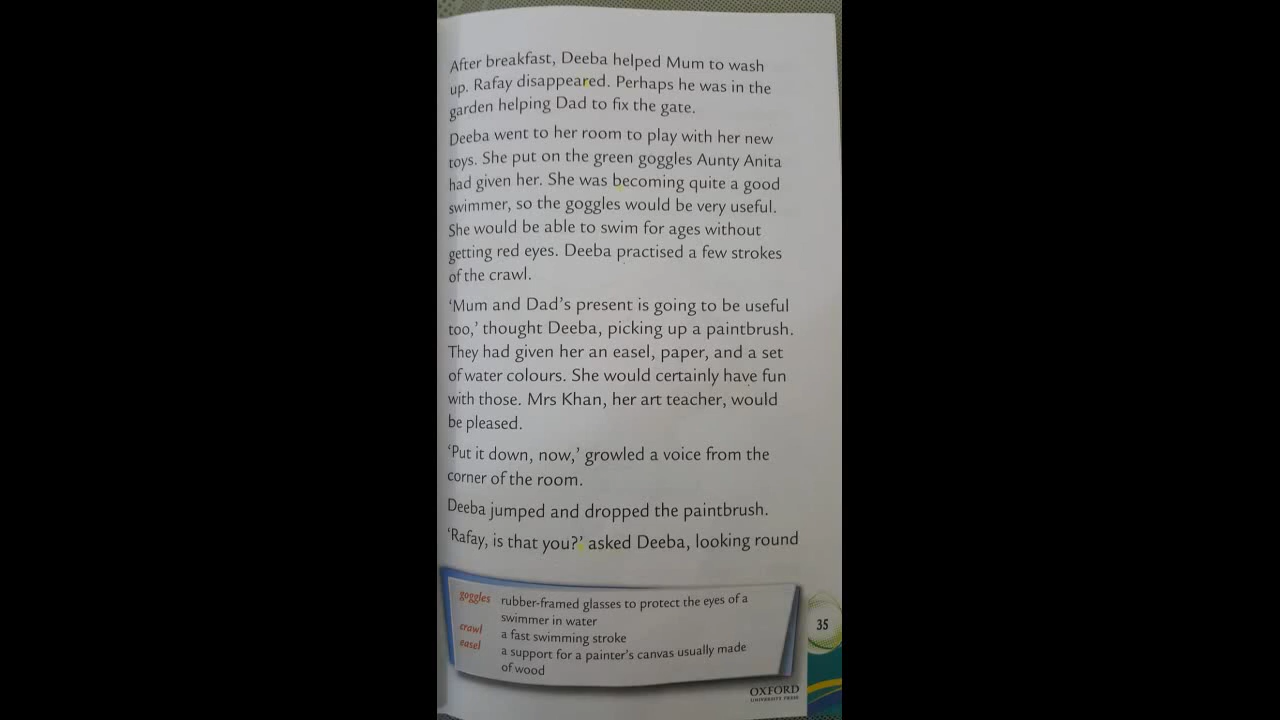 After breakfast, Deeba helped Mum to wash
up. Rafay disappeared. Perhaps he was in the
garden helping Dad to fix the gate.
Deeba went to her room to play with her new
toys. She put on the green goggles Aunty Anita
had given her. She was becoming quite a good
swimmer, so the goggles would be very useful.
She would be able to swim for ages without
getting red eyes. Deeba practised a few strokes
of the crawl.
‘Mum and Dad’s present is going to be useful
too,’ thought Deeba, picking up a paintbrush.
They had given her an easel, paper, and a set
of water colours. She would certainly have fun
with those. Mrs Khan, her art teacher, would
be pleased.
‘Put it down, now,’ growled a voice from the
corner of the room.
Deeba jumped and dropped the paintbrush.
‘Rafay, is that you?’ asked Deeba, looking round
goggles rubber-framed glasses to protect the eyes of a
swimmer in water
crawl a fast swimming stroke
easel a support for a painter’s canvas usually made
of wood
35
OXFORD
UNIVERSITY PRESS